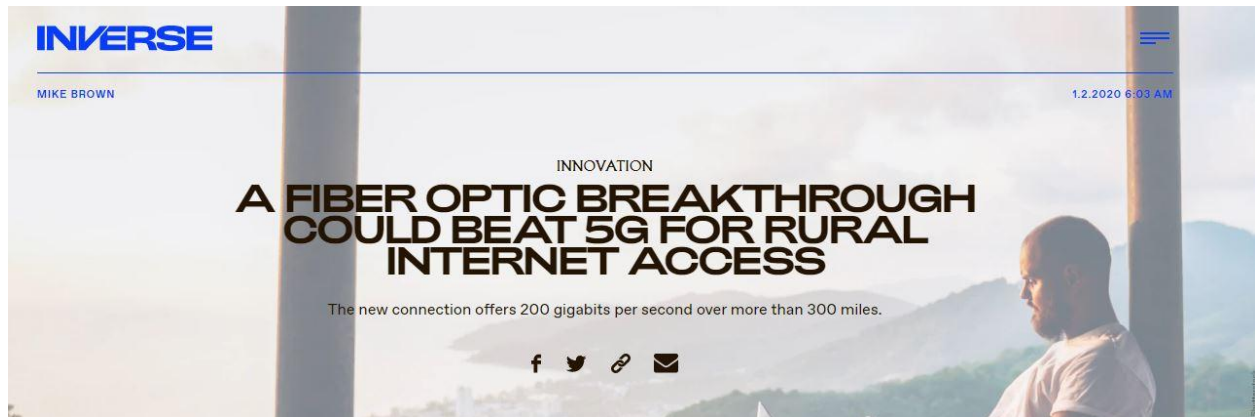 INVERSE
MIKE BROWN
1.2.2020 6:03 AM
INNOVATION
A FIBER OPTIC BREAKTHROUGH
COULD BEAT 5G FOR RURAL
INTERNET ACCESS
The new connection offers 200 gigabits per second over more than 300 miles.